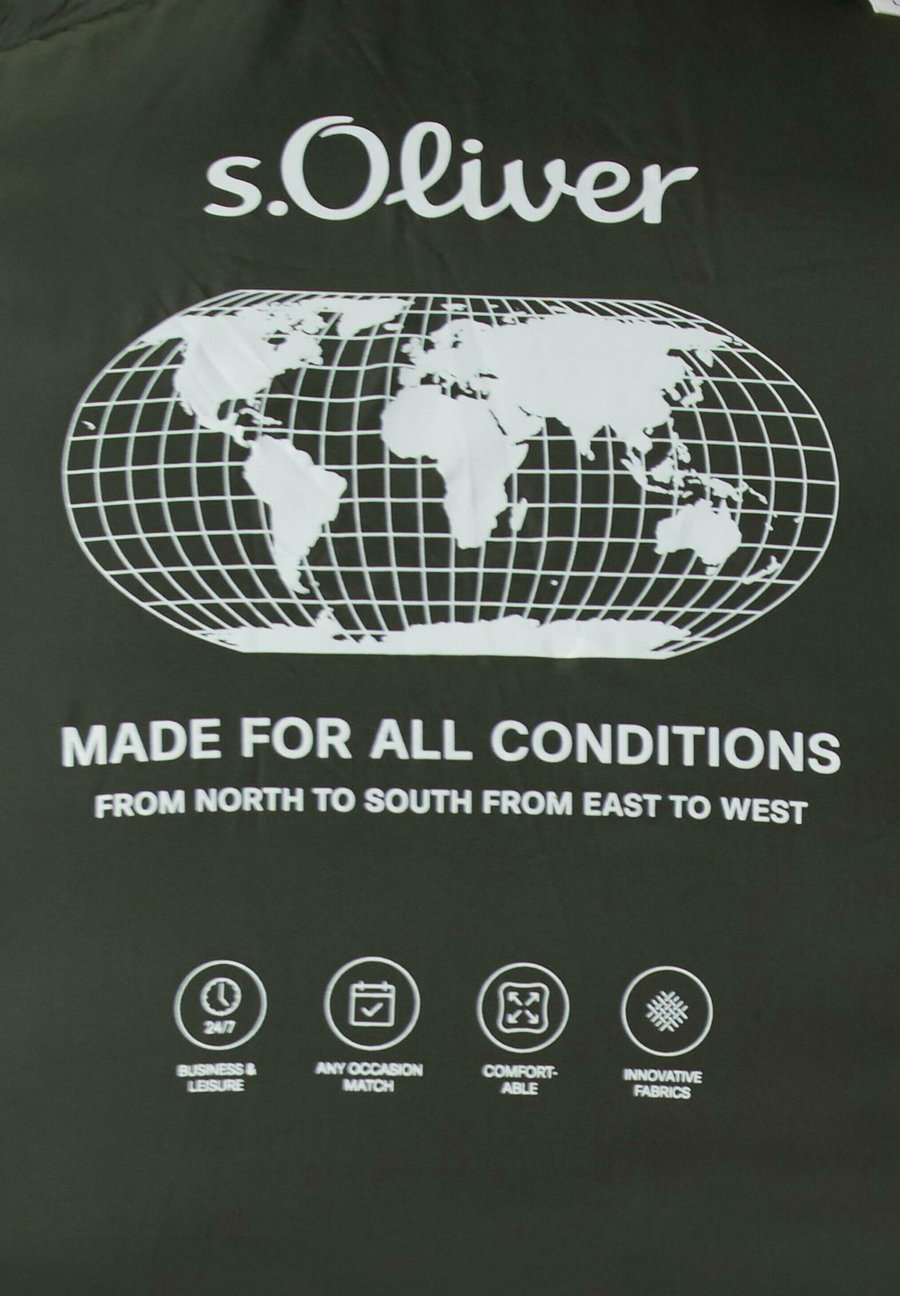 s.Oliver
MADE FOR ALL CONDITIONS
FROM NORTH TO SOUTH FROM EAST TO WEST
24/7
BUSINESS &
LEISURE
ANY OCCASION
MATCH
COMFORT-
ABLE
INNOVATIVE
FABRICS